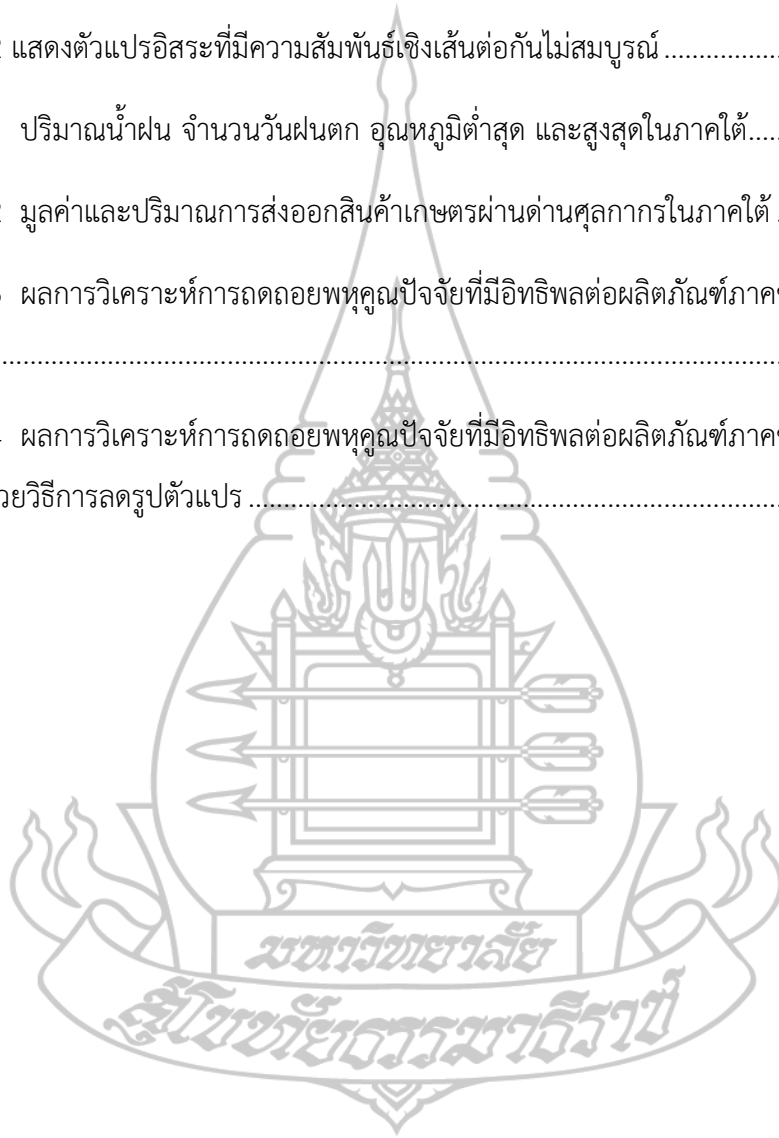 แสดงตัวแปรอิสระที่มีความสัมพันธ์เชิงเส้นต่อกันไม่สมบูรณ์ ..................
ปริมาณน้ำฝน จำนวนวันฝนตก อุณหภูมิต่ำสุด และสูงสุดในภาคใต้.....
มูลค่าและปริมาณการส่งออกสินค้าเกษตรผ่านด่านศุลกากรในภาคใต้ .
ผลการวิเคราะห์การถดถอยพหุคูณปัจจัยที่มีอิทธิพลต่อผลิตภัณฑ์ภาค
..........................................................................................
ผลการวิเคราะห์การถดถอยพหุคูณปัจจัยที่มีอิทธิพลต่อผลิตภัณฑ์ภาค
วยวิธีการลดรูปตัวแปร ..............................................................
มหาวิทยาลัย
สุโขทัยธรรมาธิราช